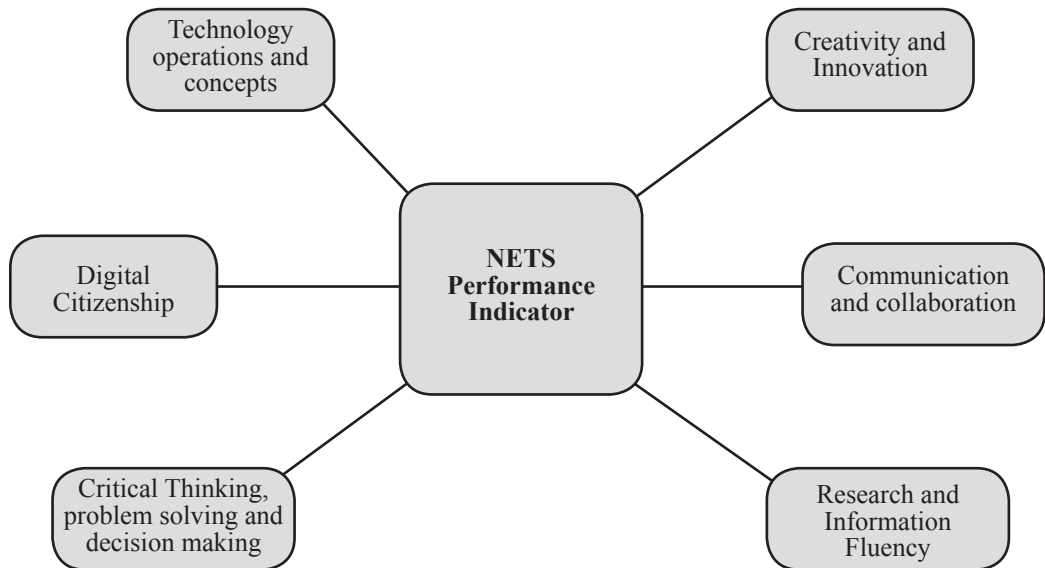 Technology
operations and
concepts
Creativity and
Innovation
NETS
Performance
Indicator
Digital
Citizenship
Communication
and collaboration
Critical Thinking,
problem solving and
decision making
Research and
Information
Fluency